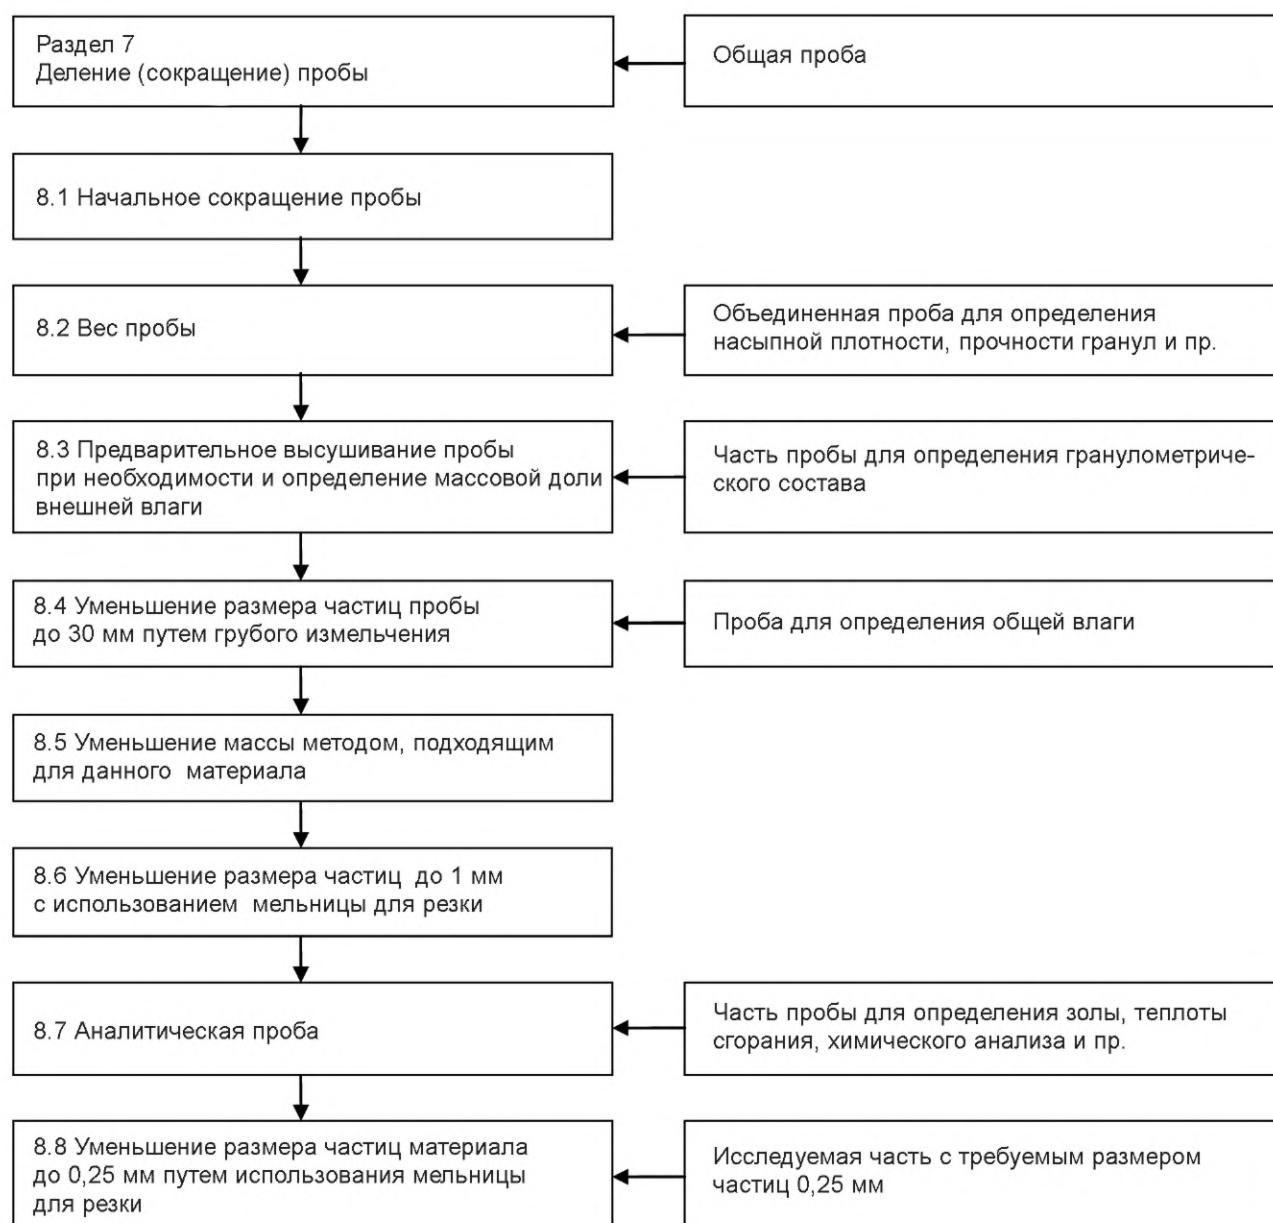 Раздел 7
Деление (сокращение) пробы
Общая проба
8.1 Начальное сокращение пробы
8.2 Вес пробы
Объединенная проба для определения
насыпной плотности, прочности гранул и пр.
8.3 Предварительное высушивание пробы
при необходимости и определение массовой доли
внешней влаги
Часть пробы для определения гранулометриче-
ского состава
8.4 Уменьшение размера частиц пробы
до 30 мм путем грубого измельчения
Проба для определения общей влаги
8.5 Уменьшение массы методом, подходящим
для данного материала
8.6 Уменьшение размера частиц до 1 мм
с использованием мельницы для резки
8.7 Аналитическая проба
Часть пробы для определения золы, теплоты
сгорания, химического анализа и пр.
8.8 Уменьшение размера частиц материала
до 0,25 мм путем использования мельницы
для резки
Исследуемая часть с требуемым размером
частиц 0,25 мм